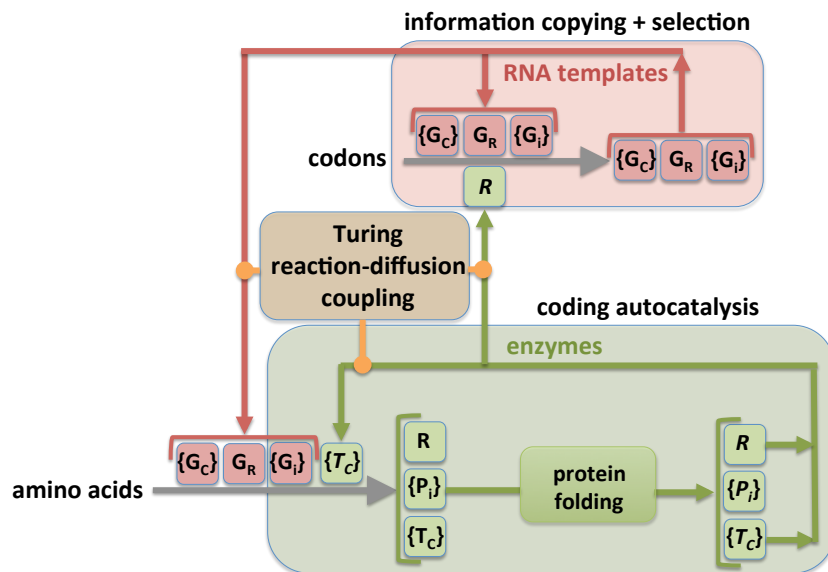 information copying + selection
RNA templates
{G_C} G_R {G_i}
codons
{G_C} G_R {G_i}
R
Turing
reaction-diffusion
coupling
coding autocatalysis
enzymes
{G_C} G_R {G_i} {T_C}
amino acids
R
{P_i}
{T_C}
protein
folding
R
{P_i}
{T_C}